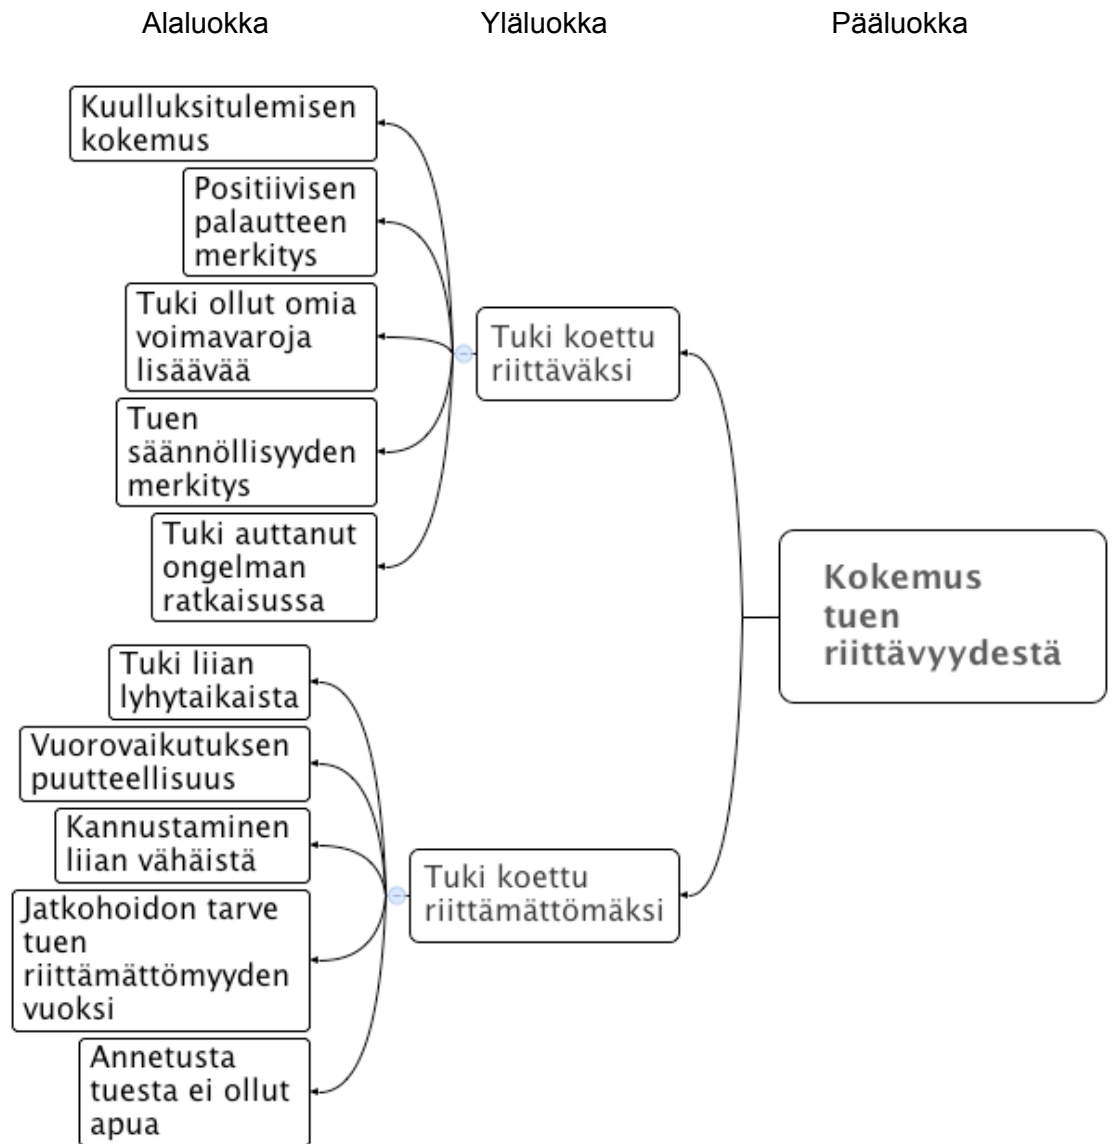 Alaluokka
Yläluokka
Pääluokka
Kuulluksitulemisen
kokemus
Positiivisen
palautteen
merkitys
Tuki ollut omia
voimavaroja
lisäävää
Tuen
säännöllisyyden
merkitys
Tuki auttanut
ongelman
ratkaisussa
Tuki koettu
riittäväksi
Kokemus
tuen
riittävyydestä
Tuki liian
lyhytaikaista
Vuorovaikutuksen
puutteellisuus
Kannustaminen
liian vähäistä
Jatkohoidon tarve
tuen
riittämättömyyden
vuoksi
Annetusta
tuesta ei ollut
apua
Tuki koettu
riittämättömäksi